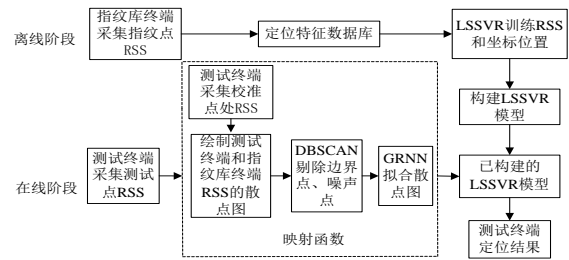 离线阶段
指纹库终端
采集指纹点
RSS
定位特征数据库
LSSVR训练RSS
和坐标位置
测试终端
采集校准
点处RSS
构建LSSVR
模型
在线阶段
测试终端
采集测试
点RSS
绘制测试
终端和指
纹库终端
RSS的散
点图
DBSCAN
剔除边界
点、噪声
点
GRNN
拟合散
点图
已构建的
LSSVR模型
映射函数
测试终端
定位结果